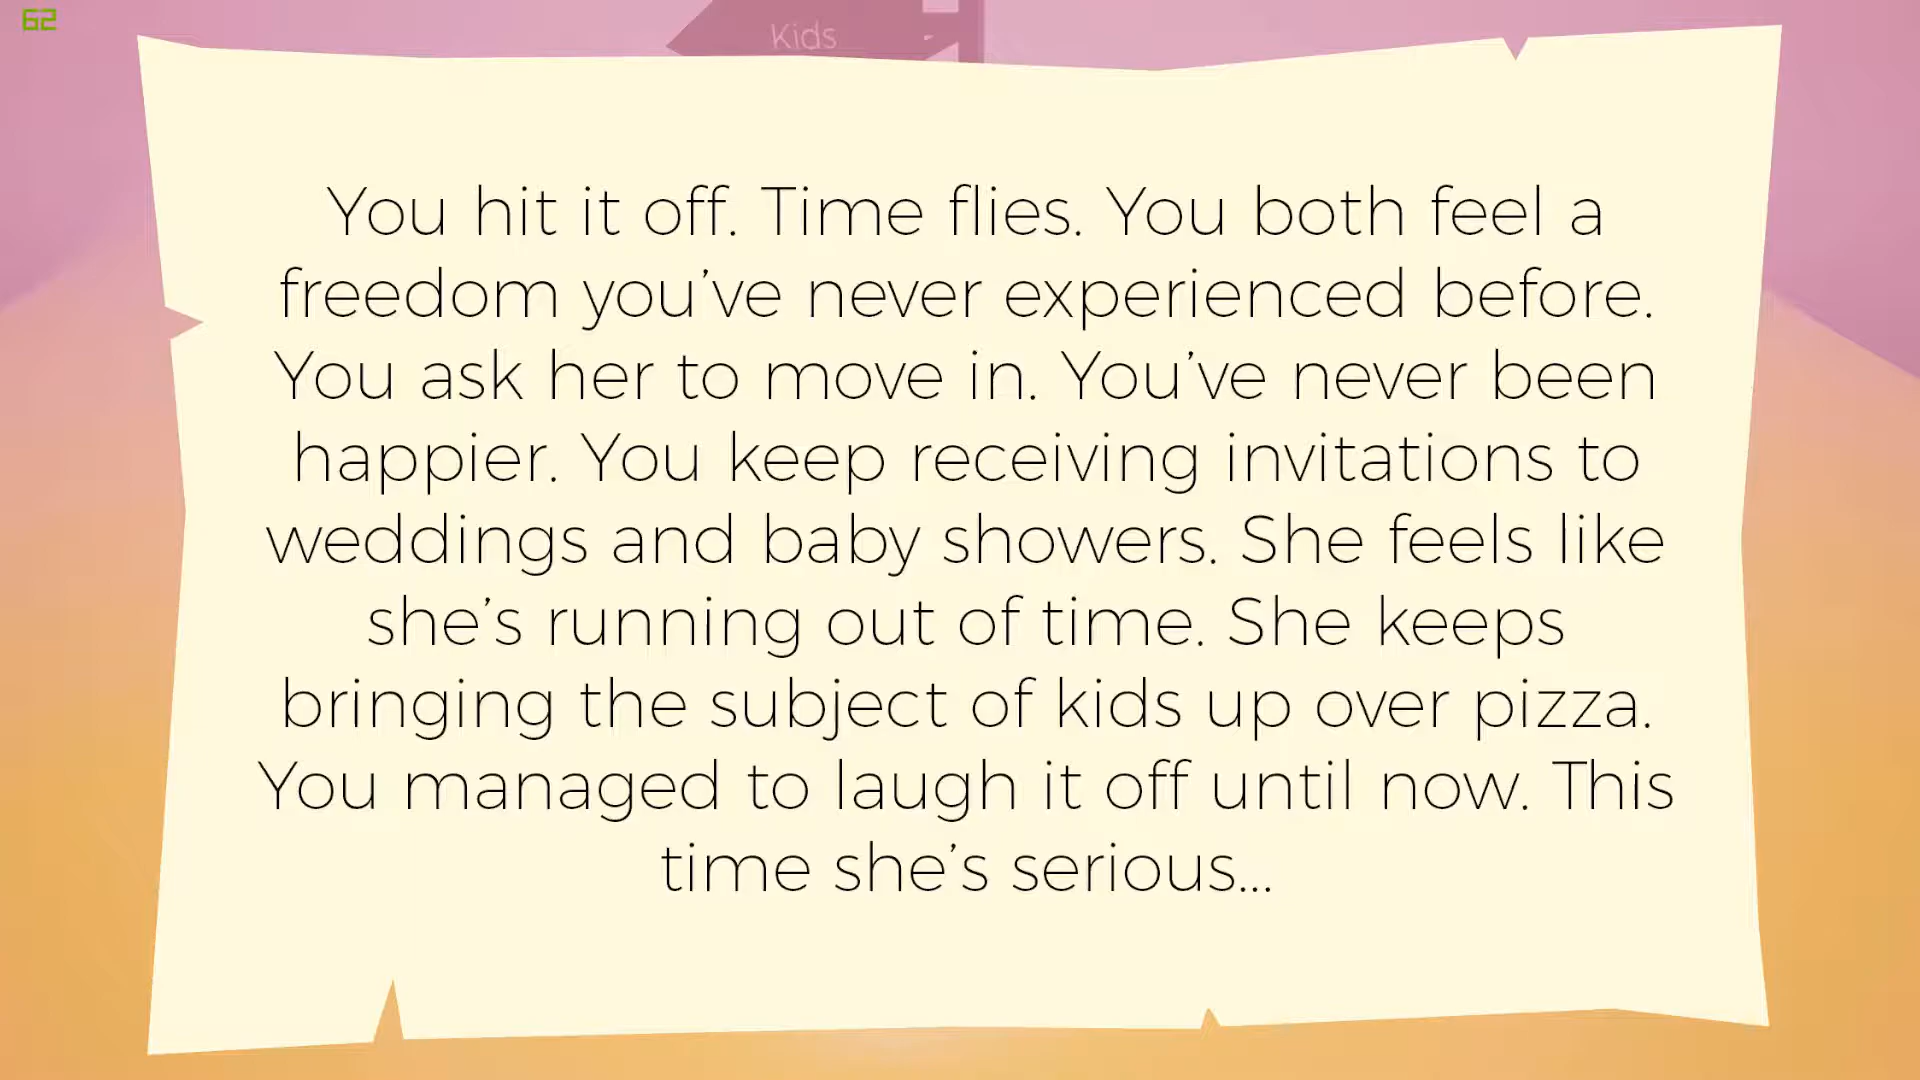 62
Kids
You hit it off. Time flies. You both feel a
freedom you’ve never experienced before.
You ask her to move in. You’ve never been
happier. You keep receiving invitations to
weddings and baby showers. She feels like
she’s running out of time. She keeps
bringing the subject of kids up over pizza.
You managed to laugh it off until now. This
time she’s serious...